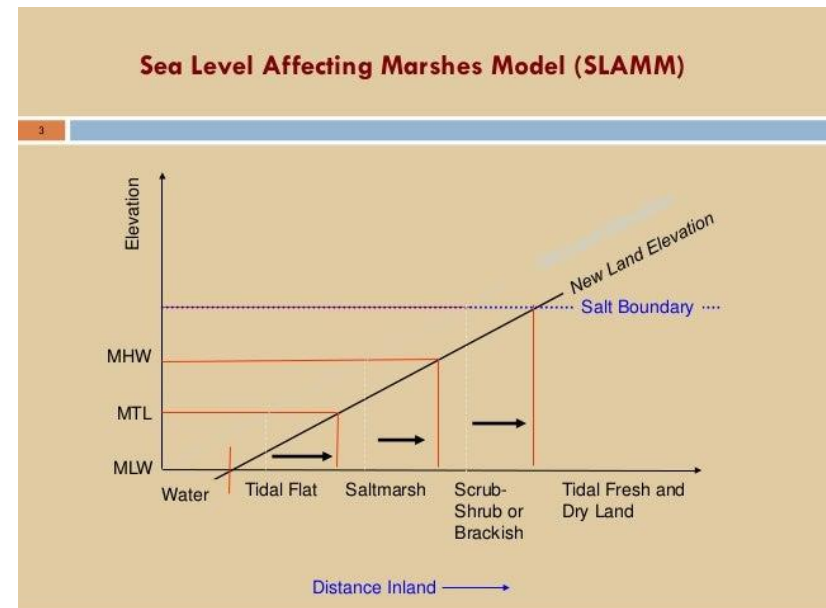 Sea Level Affecting Marshes Model (SLAMM)
3
Elevation
New Land Elevation
Salt Boundary
MHW
MTL
MLW
Water
Tidal Flat
Saltmarsh
Scrub-
Shrub or
Brackish
Tidal Fresh and
Dry Land
Distance Inland